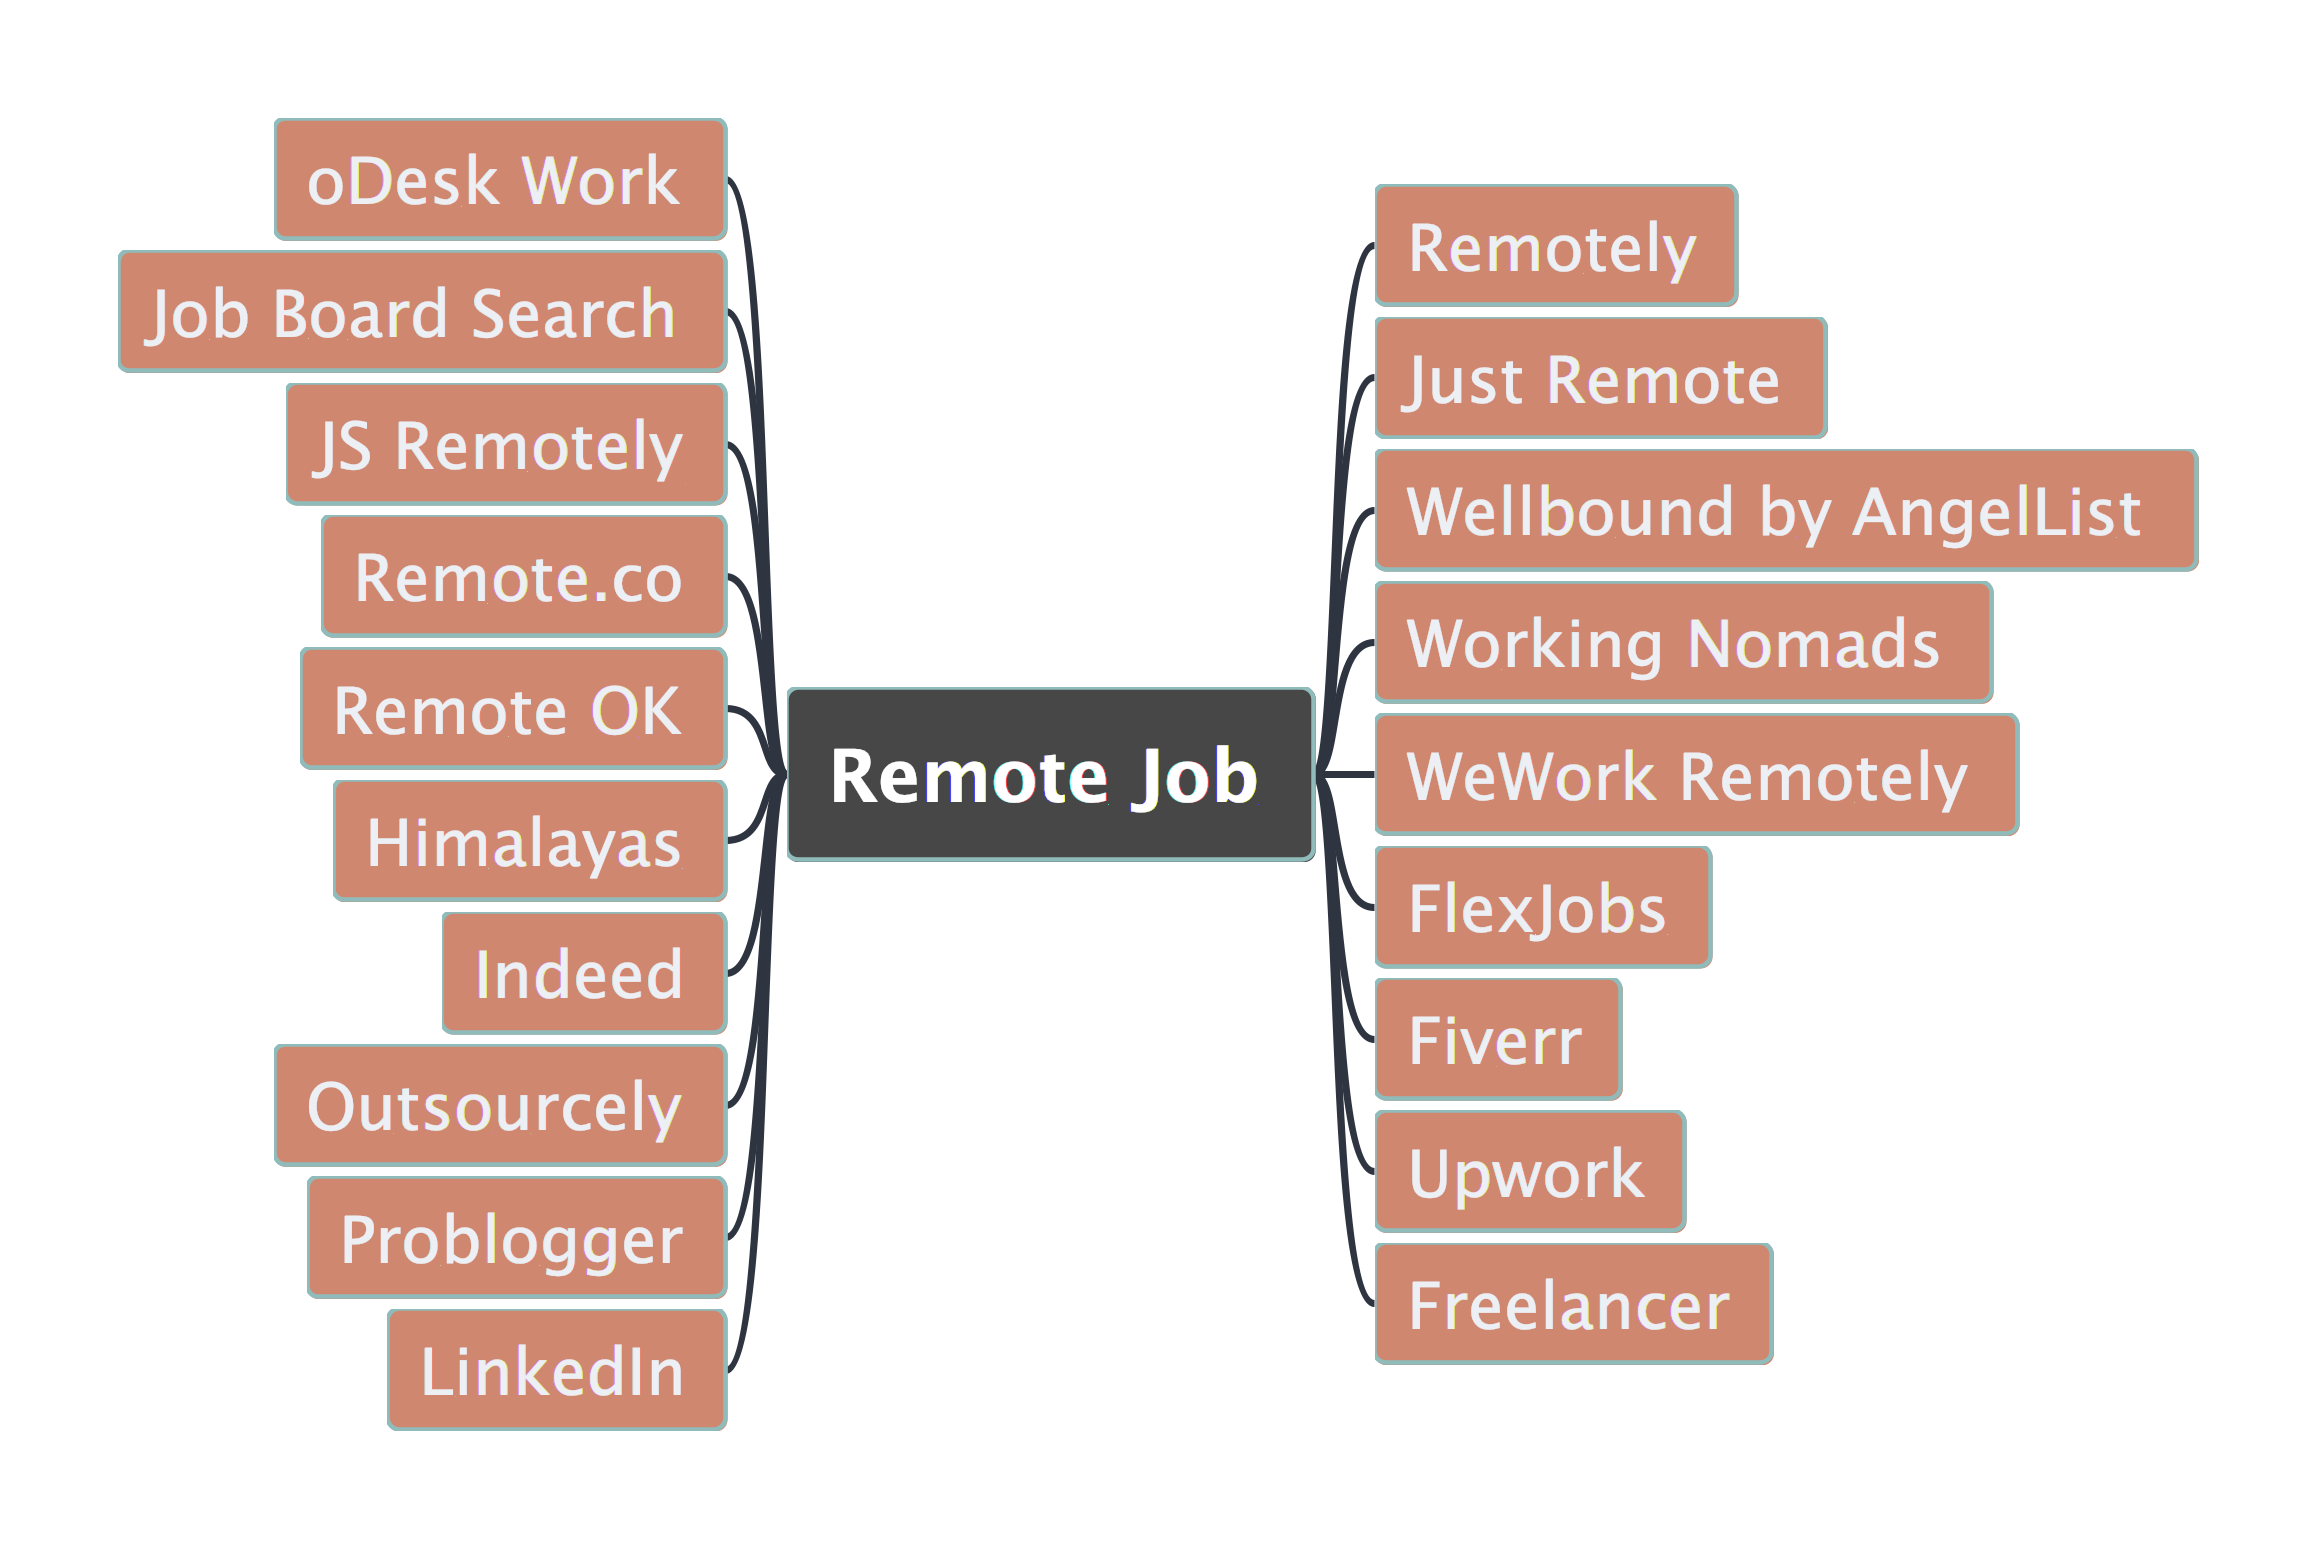 oDesk Work
Job Board Search
JS Remotely
Remote.co
Remote OK
Himalayas
Indeed
Outsourcely
Problogger
LinkedIn
Remote Job
Remotely
Just Remote
Wellbound by AngelList
Working Nomads
WeWork Remotely
FlexJobs
Fiverr
Upwork
Freelancer